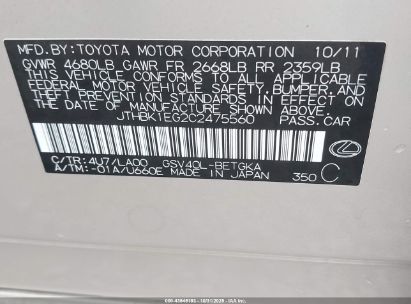 MFD.BY: TOYOTA MOTOR CORPORATION 10/11
GVWR 4680LB GAWR FR 2668LB RR 2359LB
THIS VEHICLE CONFORMS TO ALL APPLICABLE
FEDERAL MOTOR VEHICLE SAFETY, BUMPER, AND
THEFT PREVENTION STANDARDS IN EFFECT ON
THE DATE OF MANUFACTURE SHOWN ABOVE.
JTHBK1EG2C2475560 PASS.CAR
C/TR: 4U7/LA00 GSV40L-BETGKA
A/TM: -01A/U660E MADE IN JAPAN 350 C